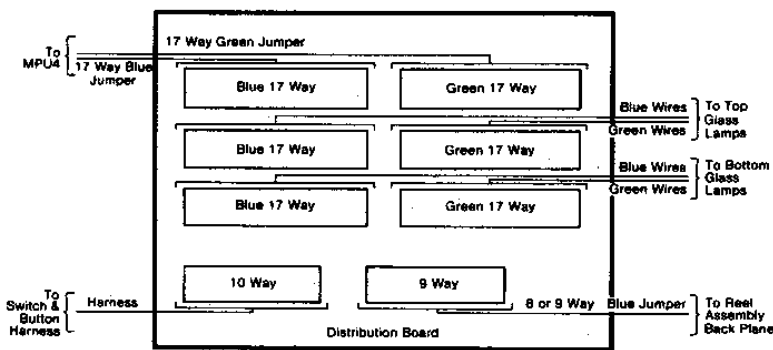 17 Way Green Jumper
To
MPU4
17 Way Blue
Jumper
Blue 17 Way
Green 17 Way
Blue Wires
Green Wires
To Top
Glass
Lamps
Blue 17 Way
Green 17 Way
Blue Wires
Green Wires
To Bottom
Glass
Lamps
Blue 17 Way
Green 17 Way
10 Way
9 Way
To
Switch &
Button
Harness
Harness
8 or 9 Way Blue Jumper
To Reel
Assembly
Back Plane
Distribution Board